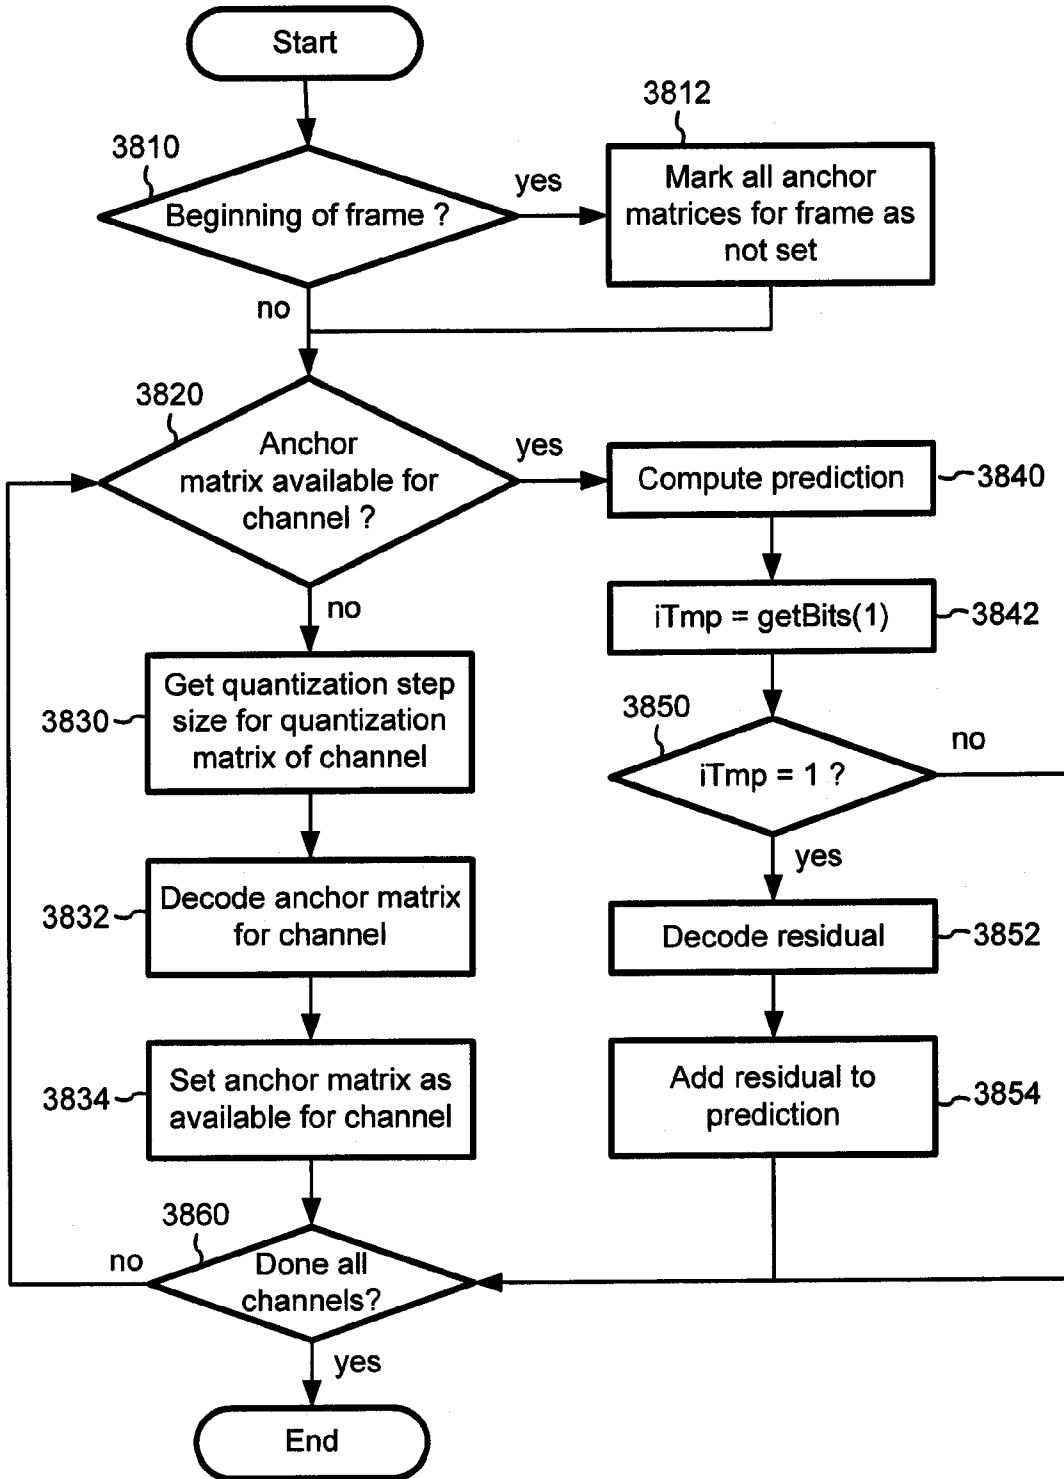 Start
3810
Beginning of frame ?
yes
3812
Mark all anchor
matrices for frame as
not set
no
3820
Anchor
matrix available for
channel ?
yes
Compute prediction
3840
iTmp = getBits(1)
3842
no
3830
Get quantization step
size for quantization
matrix of channel
3850
iTmp = 1 ?
no
yes
3832
Decode anchor matrix
for channel
Decode residual
3852
3834
Set anchor matrix as
available for channel
Add residual to
prediction
3854
3860
no
Done all
channels?
yes
End